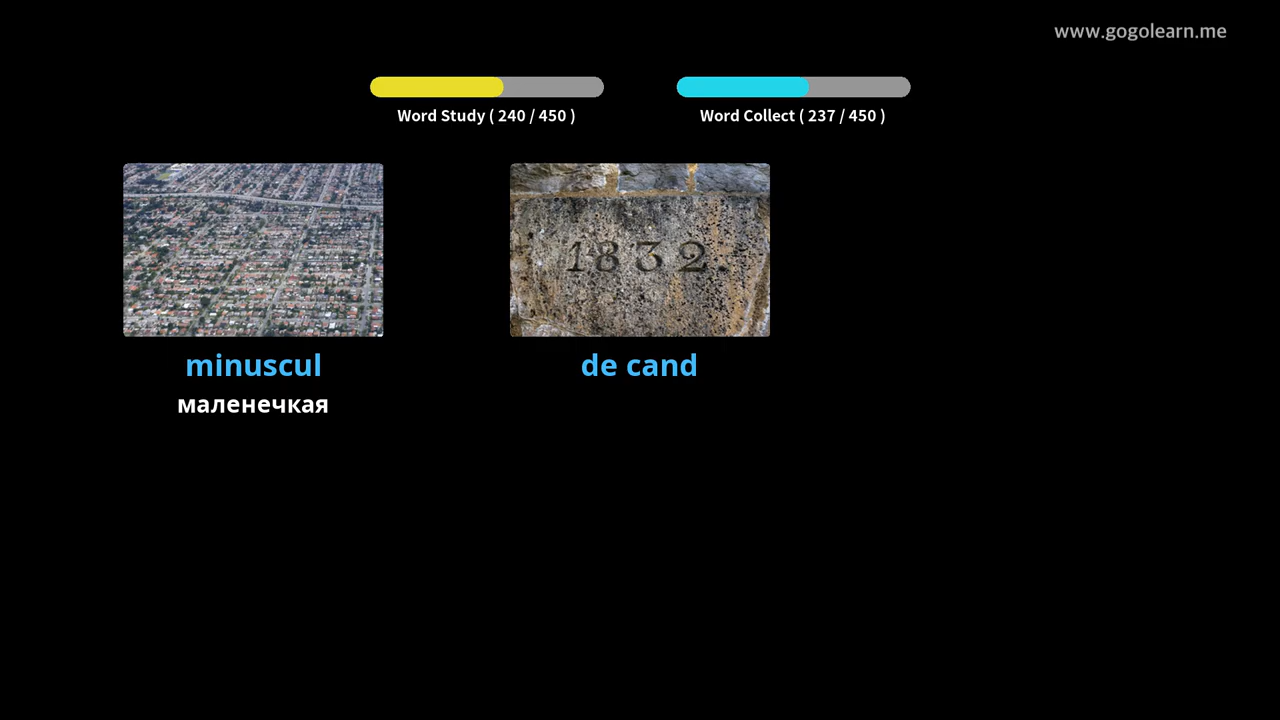 www.gogolearn.me
Word Study ( 240 / 450 )
Word Collect ( 237 / 450 )
1832.
minuscul
de cand
маленечкая